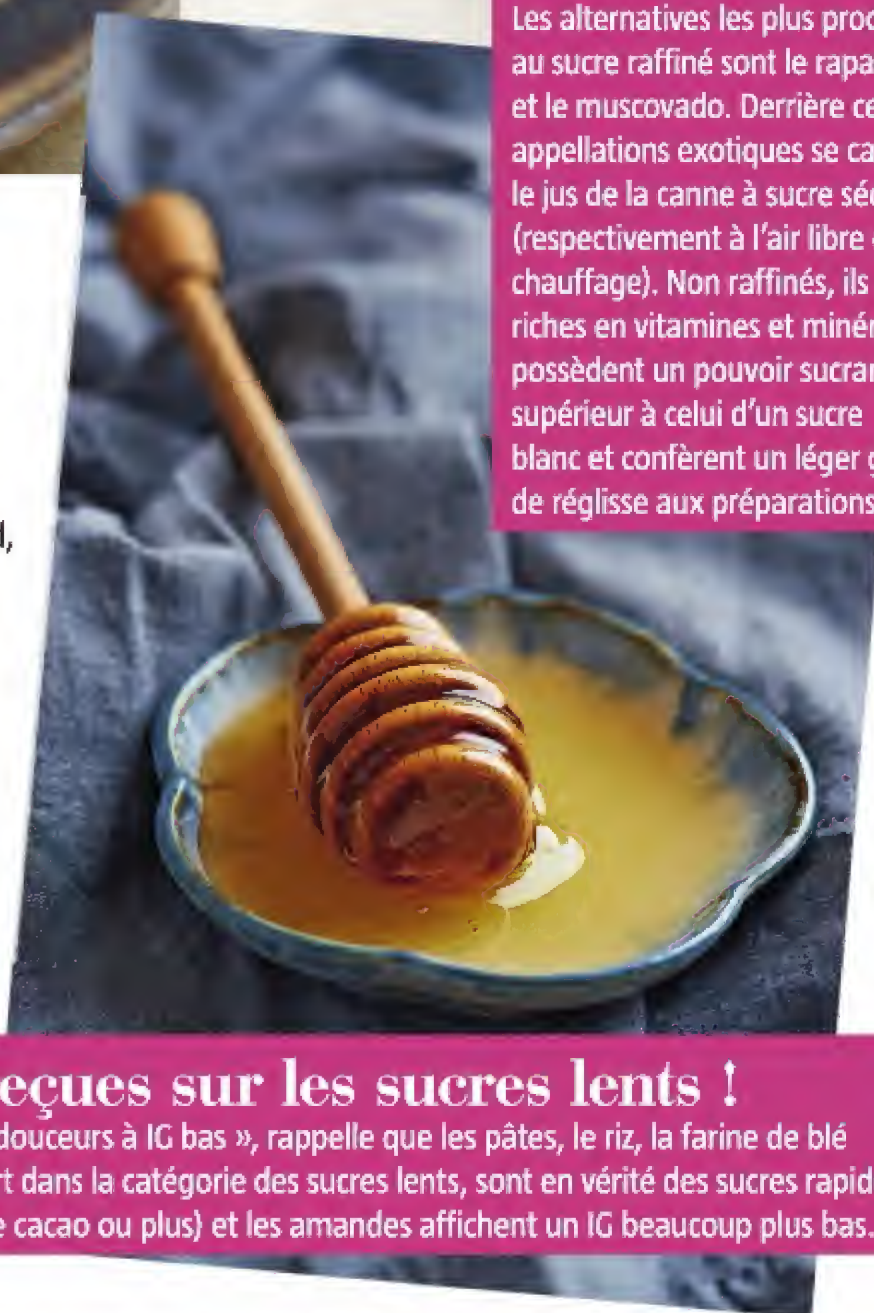 Les alternatives les plus proc
au sucre raffiné sont le rapa
et le muscovado. Derrière ce
appellations exotiques se ca
le jus de la canne à sucre séc
(respectivement à l'air libre
chauffage). Non raffinés, ils
riches en vitamines et minér
possèdent un pouvoir sucran
supérieur à celui d'un sucre
blanc et confèrent un léger g
de réglisse aux préparations
l,
eçues sur les sucres lents !
douceurs à IG bas », rappelle que les pâtes, le riz, la farine de blé
rt dans la catégorie des sucres lents, sont en vérité des sucres rapid
e cacao ou plus) et les amandes affichent un IG beaucoup plus bas.